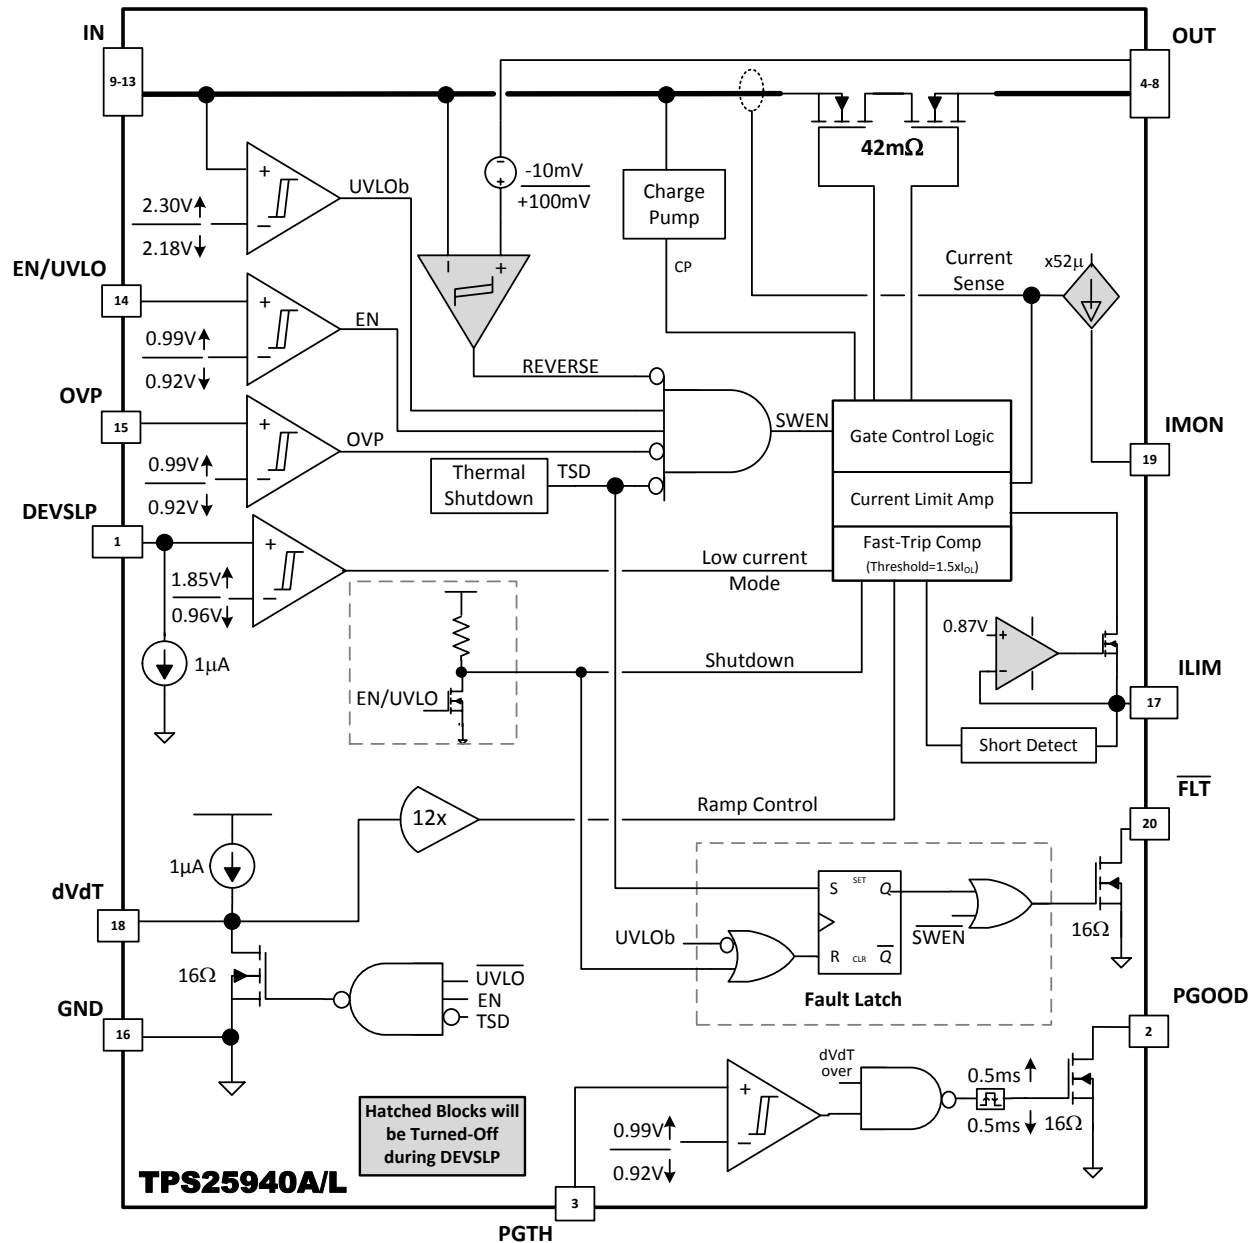 IN
OUT
9-13
4-8
42mΩ
-10mV
+100mV
Charge
Pump
CP
UVLOb
2.30V
2.18V
+
−
Current
Sense
x52µ
EN/UVLO
14
EN
0.99V
0.92V
+
−
REVERSE
SWEN
OVP
15
OVP
0.99V
0.92V
+
−
Thermal
Shutdown
TSD
Gate Control Logic
Current Limit Amp
Fast-Trip Comp
(Threshold=1.5xIOL)
IMON
19
DEVSLP
1
1.85V
0.96V
+
−
1µA
Low current
Mode
Shutdown
EN/UVLO
0.87V
+
−
ILIM
17
Short Detect
12x
Ramp Control
FLT
20
16Ω
1µA
dVdT
18
16Ω
UVLO
EN
TSD
GND
16
S
SET
Q
R
CLR
Q
UVLOb
SWEN
Fault Latch
PGOOD
2
dVdT
over
0.5ms
0.5ms
16Ω
0.99V
0.92V
+
−
Hatched Blocks will
be Turned-Off
during DEVSLP
TPS25940A/L
3
PGTH